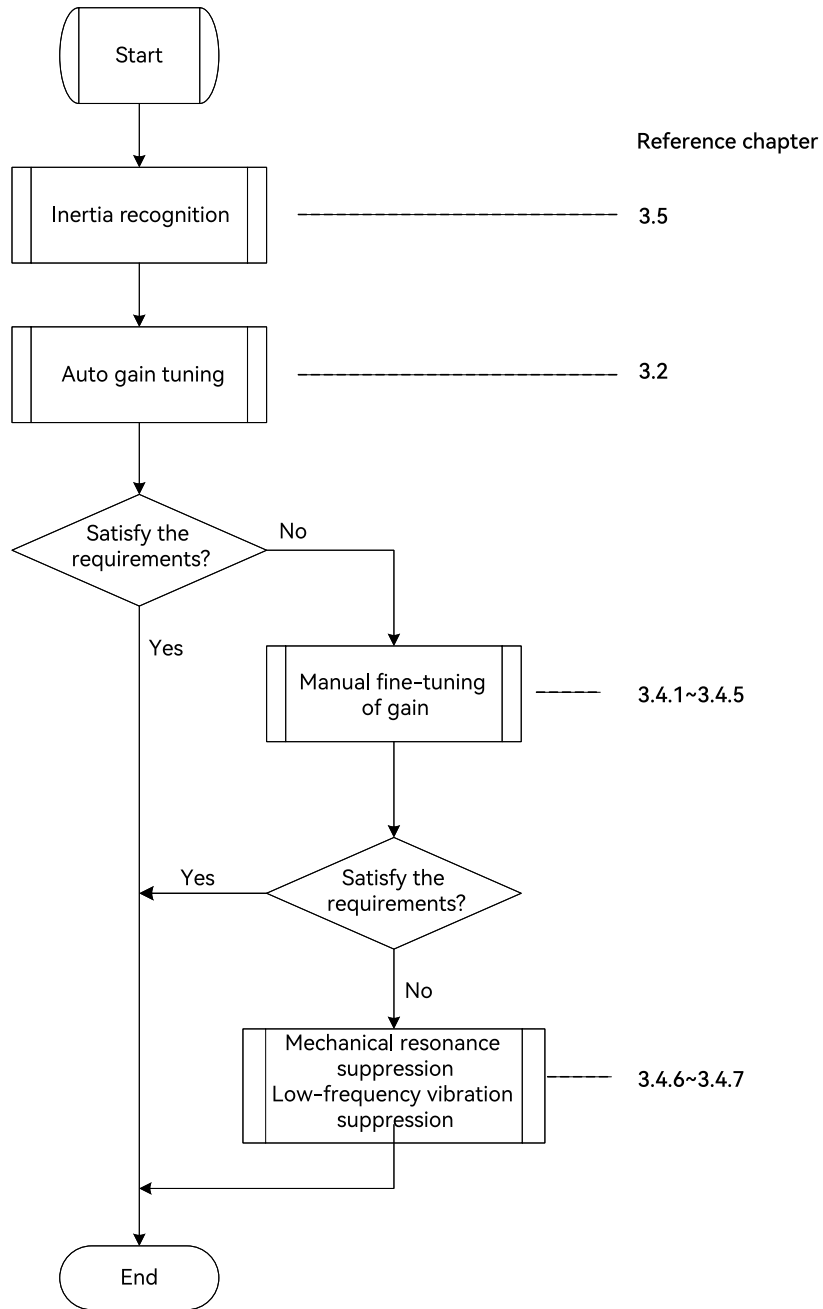 Start
Reference chapter
Inertia recognition
3.5
Auto gain tuning
3.2
Satisfy the
requirements?
No
Yes
Manual fine-tuning
of gain
3.4.1~3.4.5
Yes
Satisfy the
requirements?
No
Mechanical resonance
suppression
Low-frequency vibration
suppression
3.4.6~3.4.7
End